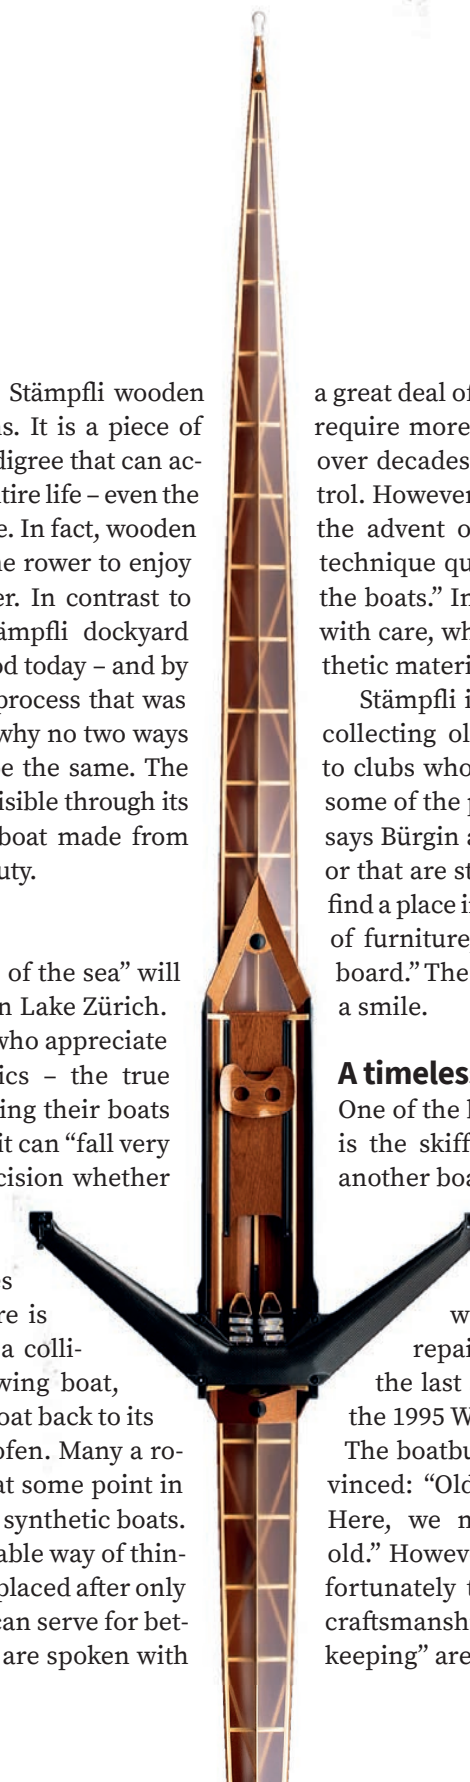 Stämpfli wooden
s. It is a piece of
digree that can ac-
tire life – even the
e. In fact, wooden
ne rower to enjoy
er. In contrast to
ämpfli dockyard
od today – and by
process that was
why no two ways
e the same. The
isible through its
boat made from
uty.
of the sea” will
n Lake Zürich.
who appreciate
ics – the true
ing their boats
it can “fall very
cision whether
es
re is
a colli-
wing boat,
oat back to its
ofen. Many a ro-
at some point in
synthetic boats.
able way of thin-
placed after only
can serve for bet-
are spoken with
a great deal of
require more
over decades
trol. However
the advent o
technique qu
the boats.” In
with care, wh
thetic materi
Stämpfli i
collecting ol
to clubs who
some of the p
says Bürgin a
or that are st
find a place i
of furniture,
board.” The
a smile.
A timeles
One of the l
is the skiff
another boa
w
repai
the last
the 1995 W
The boatbu
vinced: “Old
Here, we n
old.” Howev
fortunately t
craftsmansh
keeping” are